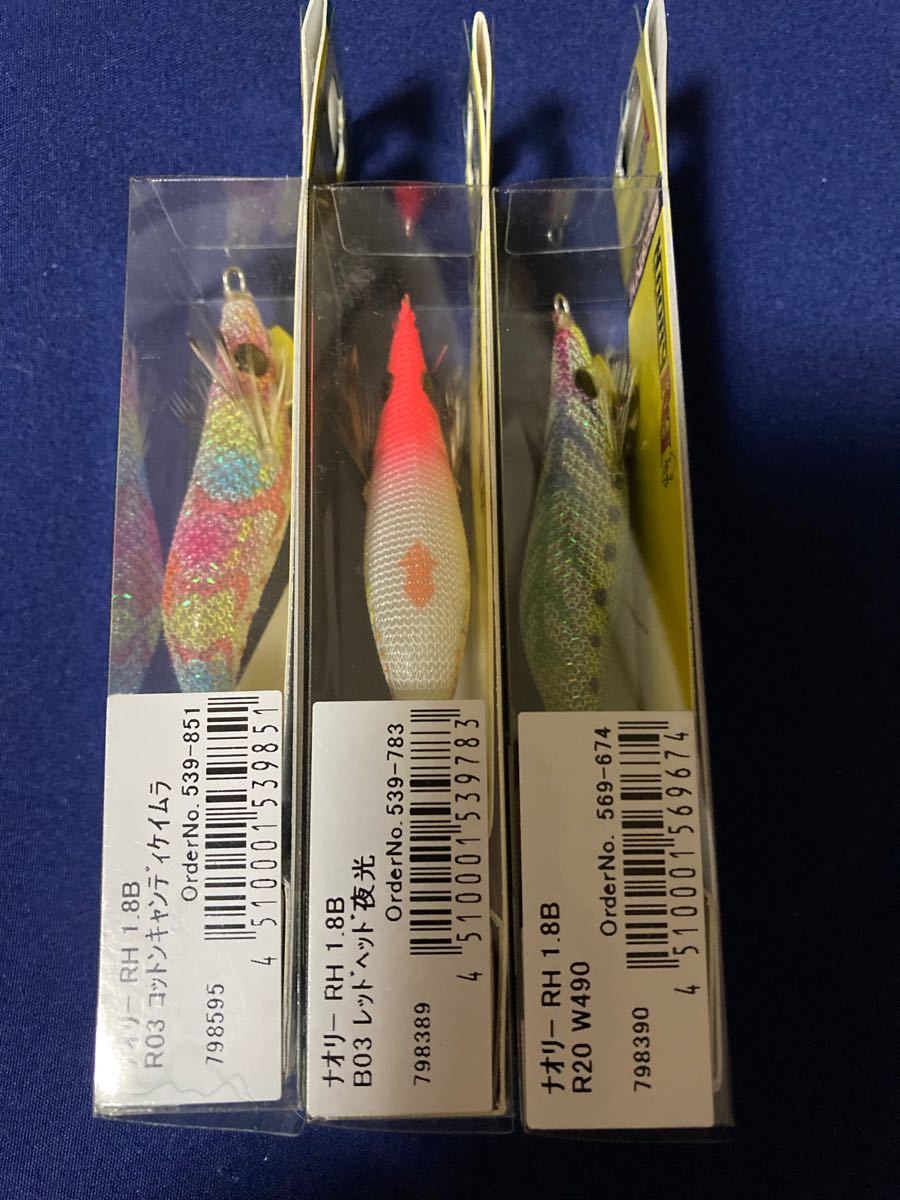 ナオリー RH 1.8B
R03 コットンキャンディケイムラ
OrderNo. 539-851
4 510001 539851
798595
ナオリー RH 1.8B
B03 レッドヘッド夜光
OrderNo. 539-783
4 510001 539783
798389
ナオリー RH 1.8B
R20 W490
OrderNo. 569-674
4 510001 569674
798390